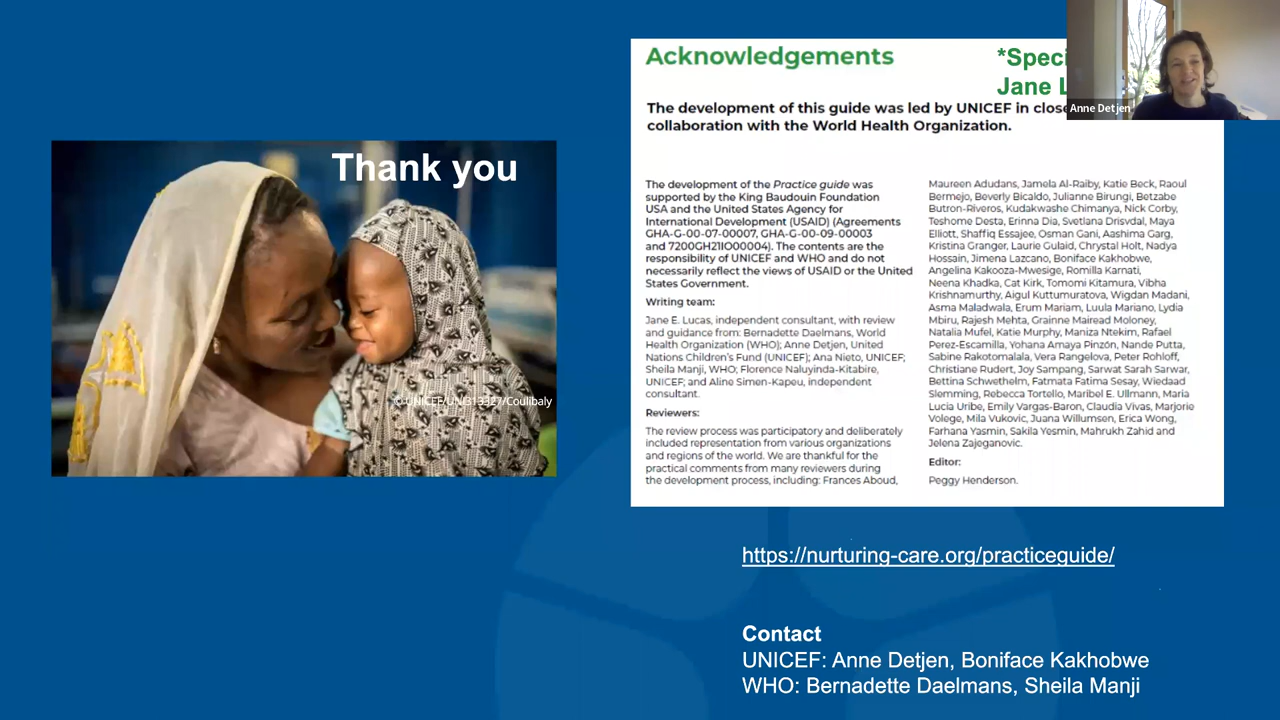 Thank you
© UNICEF/UNI313327/Coulibaly
Acknowledgements
*Speci
Jane L
Anne Detjen
The development of this guide was led by UNICEF in close
collaboration with the World Health Organization.
The development of the Practice guide was
supported by the King Baudouin Foundation
USA and the United States Agency for
International Development (USAID) (Agreements
GHA-G-00-07-00007, GHA-G-00-09-00003
and 7200GH21IO00004). The contents are the
responsibility of UNICEF and WHO and do not
necessarily reflect the views of USAID or the United
States Government.
Writing team:
Jane E. Lucas, independent consultant, with review
and guidance from: Bernadette Daelmans, World
Health Organization (WHO); Anne Detjen, United
Nations Children's Fund (UNICEF); Ana Nieto, UNICEF;
Sheila Manji, WHO; Florence Naluyinda-Kitabire,
UNICEF; and Aline Simen-Kapeu, independent
consultant.
Reviewers:
The review process was participatory and deliberately
included representation from various organizations
and regions of the world. We are thankful for the
practical comments from many reviewers during
the development process, including: Frances Aboud,
Maureen Adudans, Jamela Al-Raiby, Katie Beck, Raoul
Bermejo, Beverly Bicaldo, Julianne Birungi, Betzabe
Butron-Riveros, Kudakwashe Chimanya, Nick Corby,
Teshome Desta, Erinna Dia, Svetlana Drisvdal, Maya
Elliott, Shaffiq Essajee, Osman Gani, Aashima Garg,
Kristina Granger, Laurie Gulaid, Chrystal Holt, Nadya
Hossain, Jimena Lazcano, Boniface Kakhobwe,
Angelina Kakooza-Mwesige, Romilla Karnati,
Neena Khadka, Cat Kirk, Tomomi Kitamura, Vibha
Krishnamurthy, Aigul Kuttumuratova, Wigdan Madani,
Asma Maladwala, Erum Mariam, Luula Mariano, Lydia
Mbiru, Rajesh Mehta, Grainne Mairead Moloney,
Natalia Mufel, Katie Murphy, Maniza Ntekim, Rafael
Perez-Escamilla, Yohana Amaya Pinzón, Nande Putta,
Sabine Rakotomalala, Vera Rangelova, Peter Rohloff,
Christiane Rudert, Joy Sampang, Sarwat Sarah Sarwar,
Bettina Schwethelm, Fatmata Fatima Sesay, Wiedaad
Slemming, Rebecca Tortello, Maribel E. Ullmann, Maria
Lucia Uribe, Emily Vargas-Baron, Claudia Vivas, Marjorie
Volege, Mila Vukovic, Juana Willumsen, Erica Wong,
Farhana Yasmin, Sakila Yesmin, Mahrukh Zahid and
Jelena Zajeganovic.
Editor:
Peggy Henderson.
https://nurturing-care.org/practiceguide/
Contact
UNICEF: Anne Detjen, Boniface Kakhobwe
WHO: Bernadette Daelmans, Sheila Manji